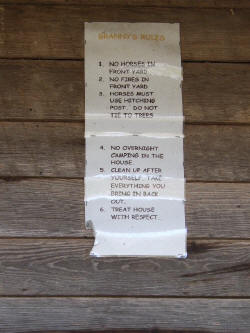 GRANNY'S RULES
1. NO HORSES IN
FRONT YARD
2. NO FIRES IN
FRONT YARD
3. HORSES MUST
USE HITCHING
POST. DO NOT
TIE TO TREES
4. NO OVERNIGHT
CAMPING IN THE
HOUSE.
5. CLEAN UP AFTER
YOURSELF. TAKE
EVERYTHING YOU
BRING IN BACK
OUT.
6. TREAT HOUSE
WITH RESPECT.